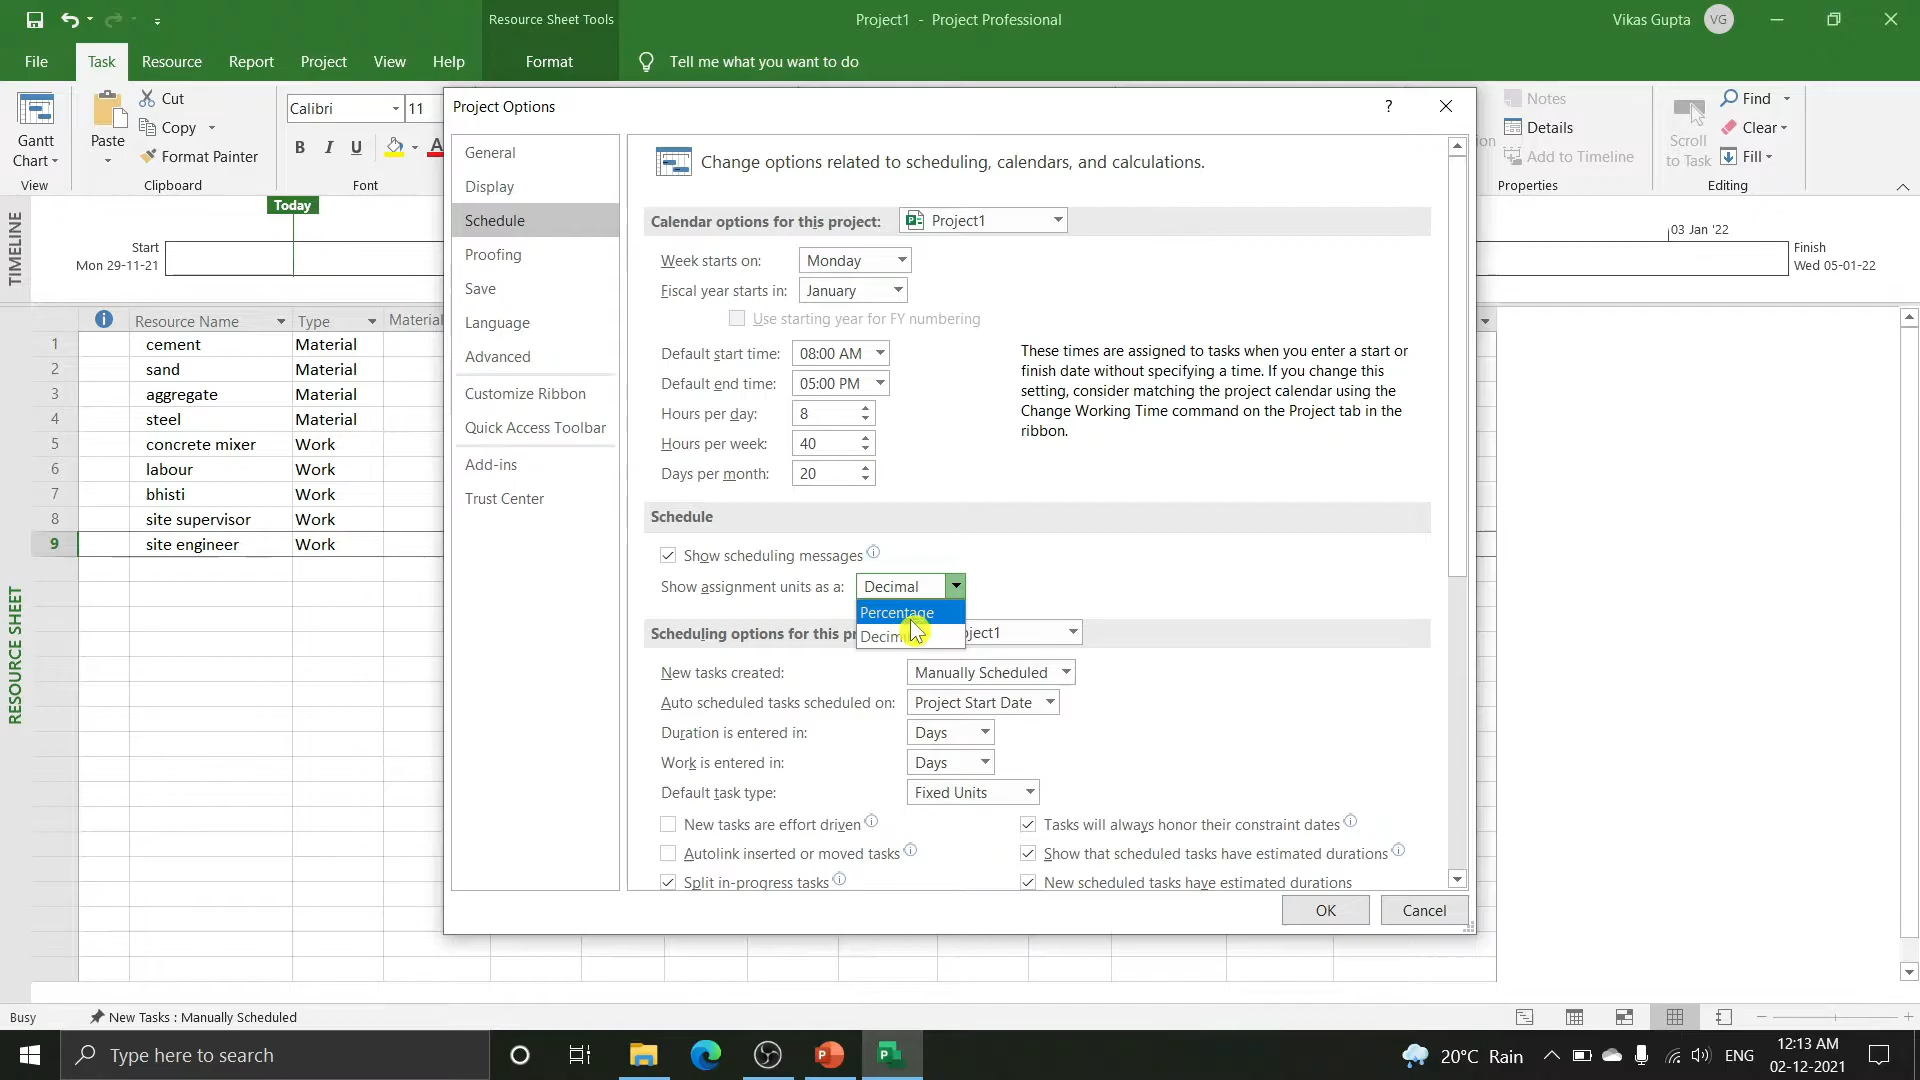 Resource Sheet Tools
Project1 - Project Professional
Vikas Gupta
VG
File
Task
Resource
Report
Project
View
Help
Format
Tell me what you want to do
Gantt
Chart
View
Paste
Cut
Copy
Format Painter
Clipboard
Calibri
11
B
I
U
A
Font
Notes
Details
Add to Timeline
Properties
Scroll
to Task
Find
Clear
Fill
Editing
TIMELINE
Today
Start
Mon 29-11-21
03 Jan '22
Finish
Wed 05-01-22
Resource Name
Type
Material
1 cement Material
2 sand Material
3 aggregate Material
4 steel Material
5 concrete mixer Work
6 labour Work
7 bhisti Work
8 site supervisor Work
9 site engineer Work
RESOURCE SHEET
Project Options
?
General
Display
Schedule
Proofing
Save
Language
Advanced
Customize Ribbon
Quick Access Toolbar
Add-ins
Trust Center
Change options related to scheduling, calendars, and calculations.
Calendar options for this project: Project1
Week starts on: Monday
Fiscal year starts in: January
Use starting year for FY numbering
Default start time: 08:00 AM
Default end time: 05:00 PM
Hours per day: 8
Hours per week: 40
Days per month: 20
These times are assigned to tasks when you enter a start or
finish date without specifying a time. If you change this
setting, consider matching the project calendar using the
Change Working Time command on the Project tab in the
ribbon.
Schedule
Show scheduling messages
Show assignment units as a: Decimal
Percentage
Scheduling options for this
New tasks created: Manually Scheduled
Auto scheduled tasks scheduled on: Project Start Date
Duration is entered in: Days
Work is entered in: Days
Default task type: Fixed Units
New tasks are effort driven
Tasks will always honor their constraint dates
Autolink inserted or moved tasks
Show that scheduled tasks have estimated durations
Split in-progress tasks
New scheduled tasks have estimated durations
OK
Cancel
Busy
New Tasks : Manually Scheduled
Type here to search
20°C Rain
ENG
12:13 AM
02-12-2021